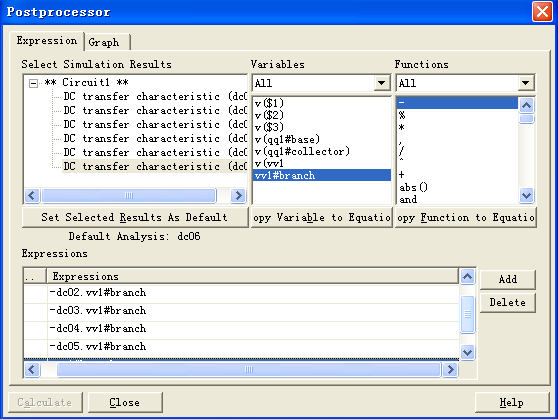 Postprocessor
Expression Graph
Select Simulation Results
** Circuit1 **
DC transfer characteristic (dc0
DC transfer characteristic (dc0
DC transfer characteristic (dc0
DC transfer characteristic (dc0
DC transfer characteristic (dc0
DC transfer characteristic (dc0
Set Selected Results As Default
Default Analysis: dc06
Variables
All
v($1)
v($2)
v($3)
v(qq1#base)
v(qq1#collector)
v(vv1
vv1#branch
opy Variable to Equatio
Functions
All
-
%
*
,
/
^
+
abs()
and
opy Function to Equatio
Expressions
.. Expressions
-dc02.vv1#branch
-dc03.vv1#branch
-dc04.vv1#branch
-dc05.vv1#branch
Add
Delete
Calculate Close Help